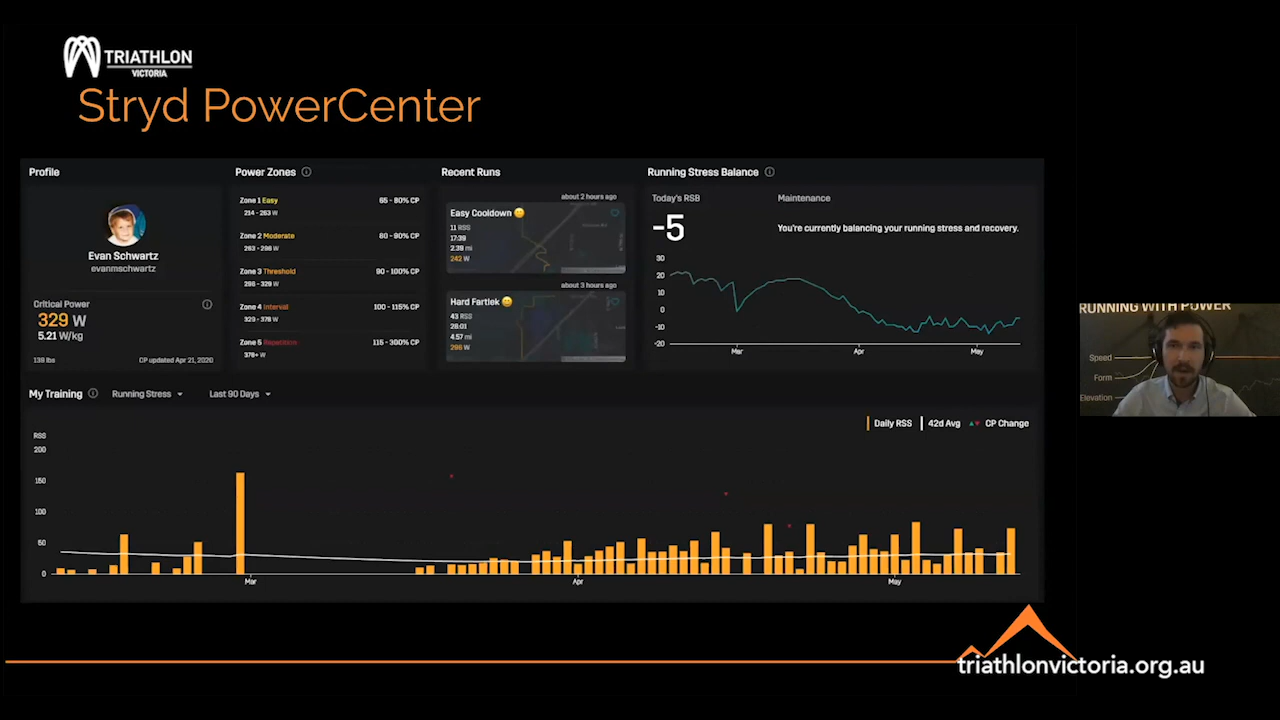 TRIATHLON
VICTORIA
Stryd PowerCenter
Profile
Evan Schwartz
evanmschwartz
Critical Power
329 W
5.21 W/kg
138 lbs
CP updated Apr 21, 2020
Power Zones
Zone 1 Easy
65 - 80% CP
214 - 263 W
Zone 2 Moderate
80 - 90% CP
263 - 296 W
Zone 3 Threshold
90 - 100% CP
296 - 329 W
Zone 4 Interval
100 - 115% CP
329 - 378 W
Zone 5 Repetition
115 - 300% CP
378+ W
Recent Runs
about 2 hours ago
Easy Cooldown
11 RSS
17:39
2.39 mi
242 W
about 3 hours ago
Hard Fartlek
43 RSS
28:01
4.57 mi
296 W
Running Stress Balance
Today's RSB
-5
Maintenance
You're currently balancing your running stress and recovery.
30
20
10
0
-10
-20
Mar
Apr
May
My Training
Running Stress
Last 90 Days
Daily RSS
42d Avg
CP Change
RSS
200
150
100
50
0
Mar
Apr
May
RUNNING WITH POWER
Speed
Form
Elevation
triathlonvictoria.org.au